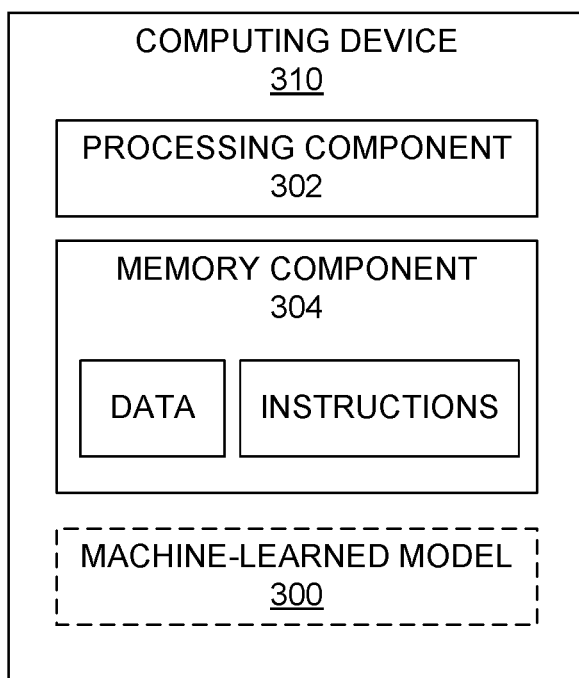 COMPUTING DEVICE
310
PROCESSING COMPONENT
302
MEMORY COMPONENT
304
DATA INSTRUCTIONS
MACHINE-LEARNED MODEL
300